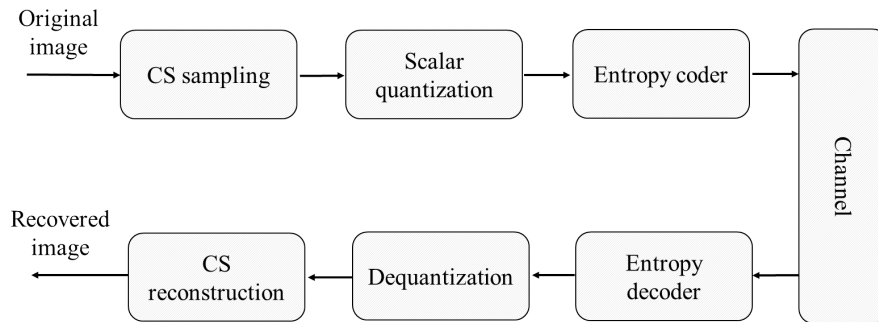 Original
image
CS sampling
Scalar
quantization
Entropy coder
Channel
Recovered
image
CS
reconstruction
Dequantization
Entropy
decoder